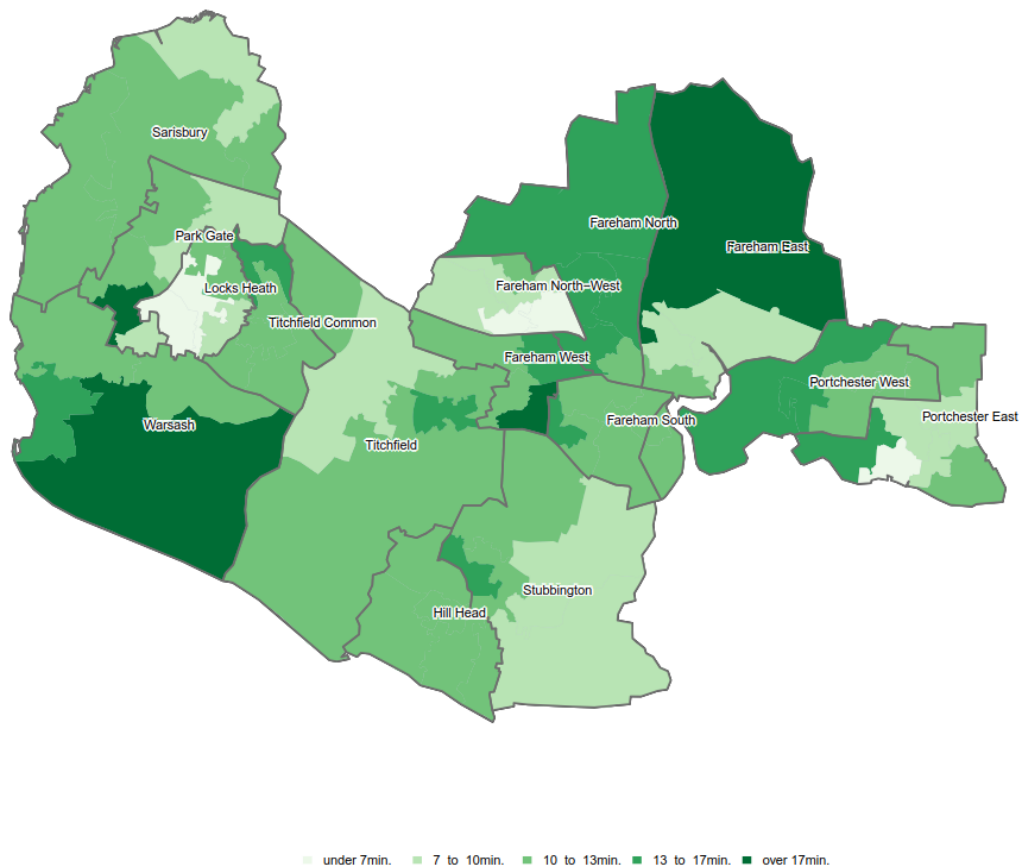 Sarisbury
Fareham North
Park Gate
Fareham East
Fareham North-West
Locks Heath
Titchfield Common
Fareham West
Portchester West
Portchester East
Warsash
Fareham South
Titchfield
Stubbington
Hill Head
under 7min.
7 to 10min.
10 to 13min.
13 to 17min.
over 17min.